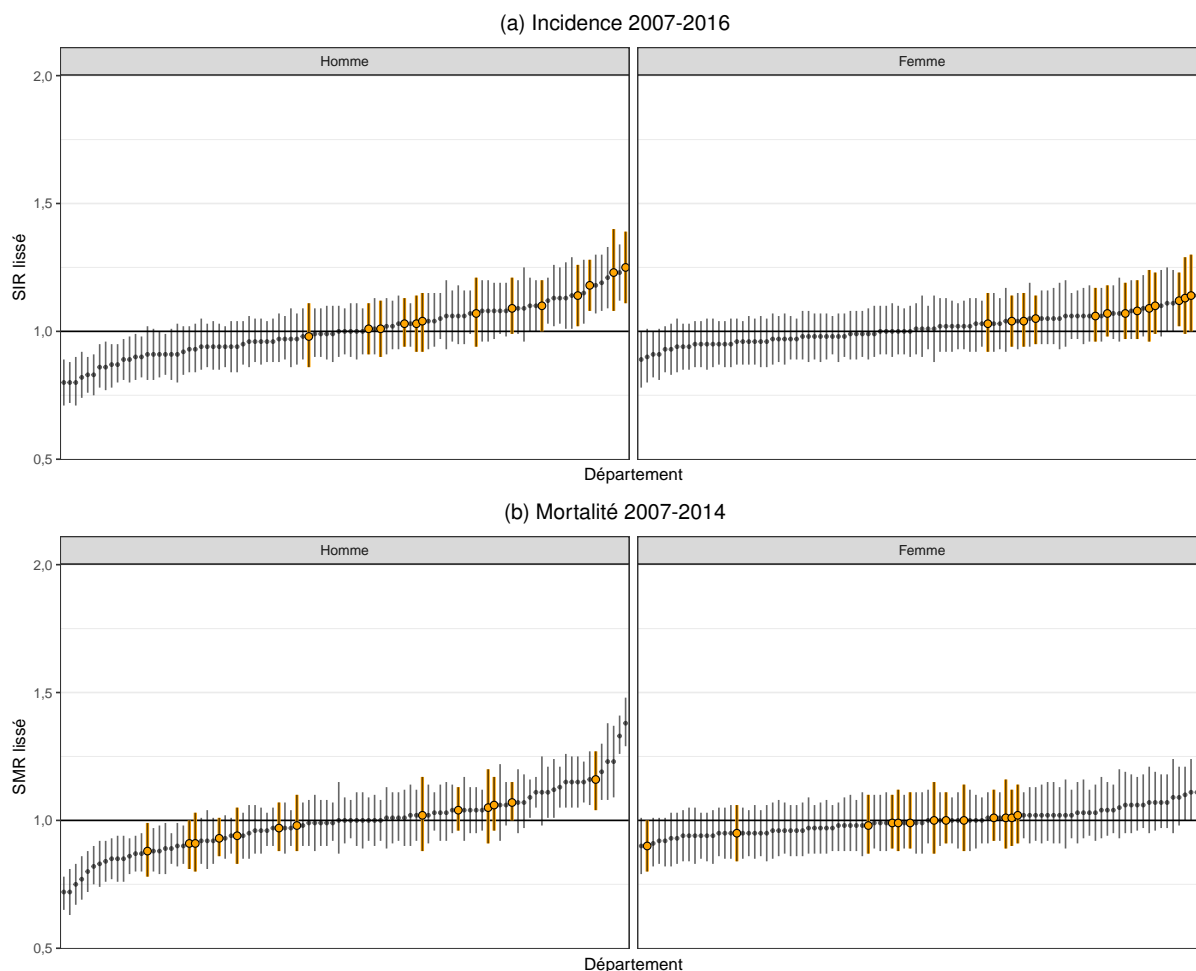 (a) Incidence 2007-2016
Homme
Femme
2,0
1,5
1,0
0,5
SIR lissé
Département
(b) Mortalité 2007-2014
Homme
Femme
2,0
1,5
1,0
0,5
SMR lissé
Département